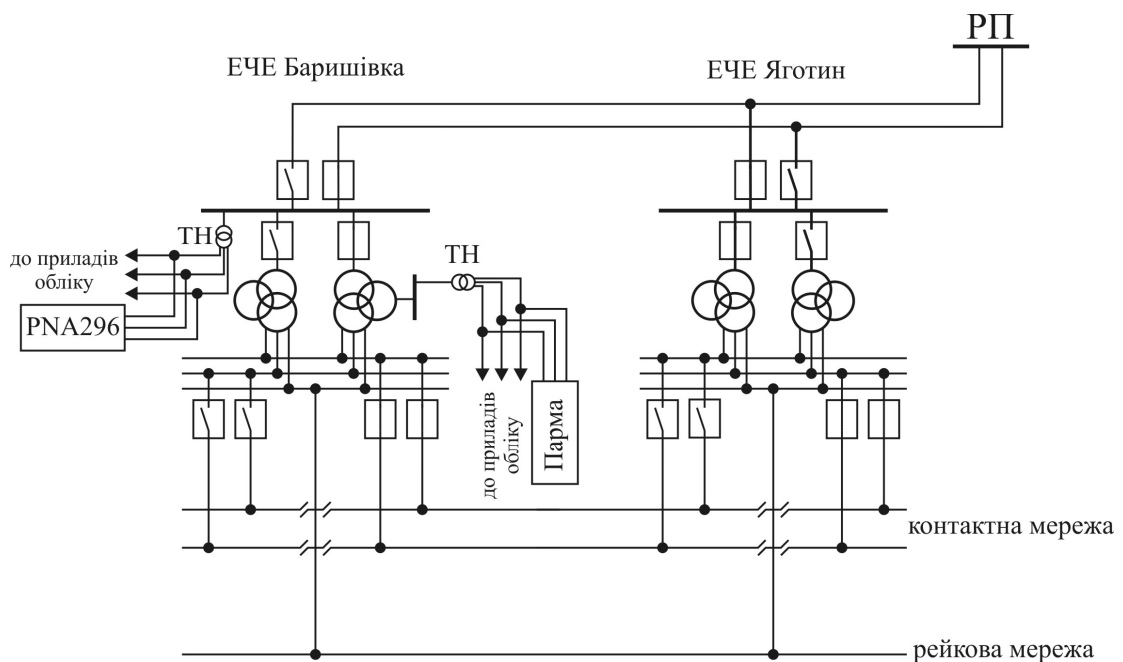 РП
ЕЧЕ Баришівка
ЕЧЕ Яготин
ТН
до приладів
обліку
PNA296
ТН
до приладів
обліку
Парма
контактна мережа
рейкова мережа